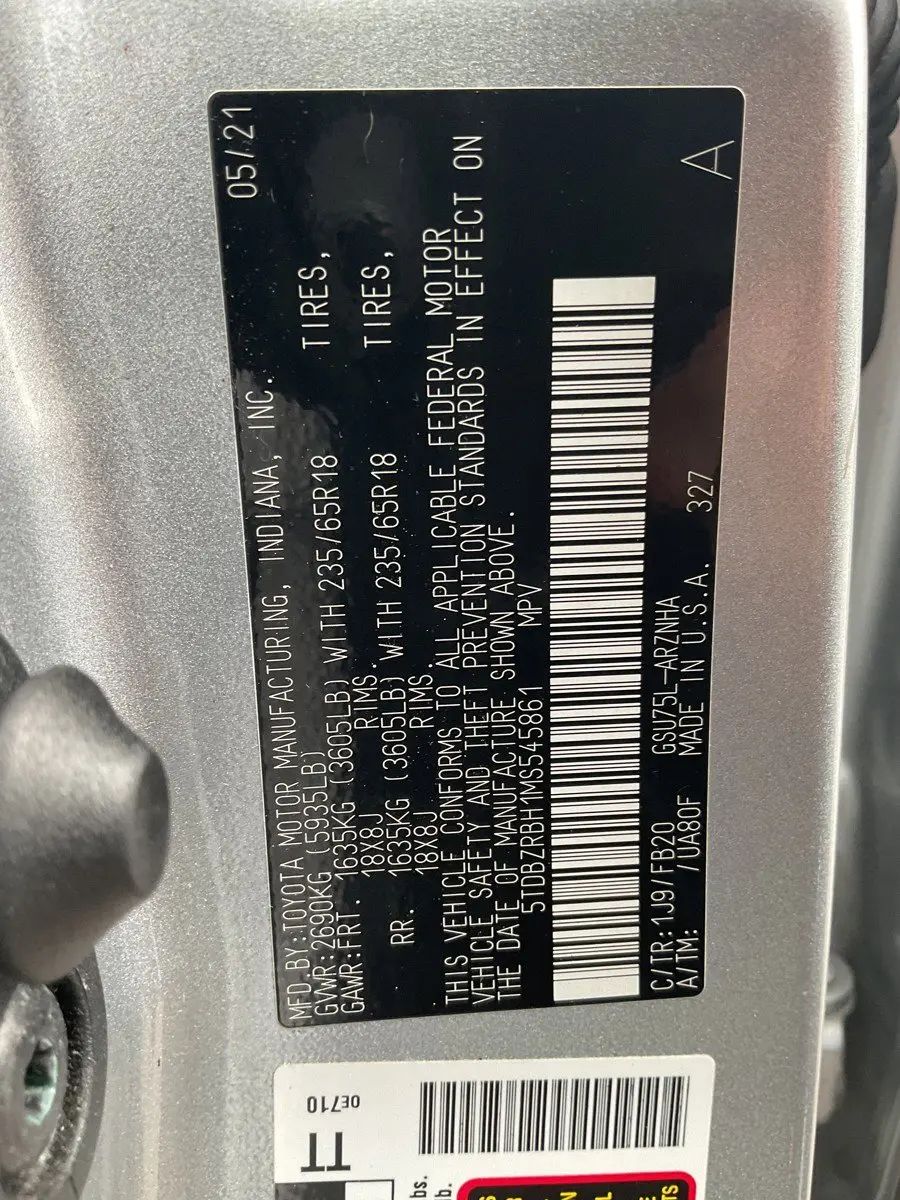 MFD.BY:TOYOTA MOTOR MANUFACTURING, INDIANA, INC. 05/21
GVWR:2690KG (5935LB)
GAWR:FRT. 1635KG (3605LB) WITH 235/65R18 TIRES,
18X8J RIMS.
RR. 1635KG (3605LB) WITH 235/65R18 TIRES,
18X8J RIMS.
THIS VEHICLE CONFORMS TO ALL APPLICABLE FEDERAL MOTOR
VEHICLE SAFETY AND THEFT PREVENTION STANDARDS IN EFFECT ON
THE DATE OF MANUFACTURE SHOWN ABOVE.
5TDBZRBH1MS545861 MPV
C/TR:1J9/FB20 GSU75L-ARZNHA
A/TM: /UA80F MADE IN U.S.A. 327 A
TT 0E710
bs.
b.